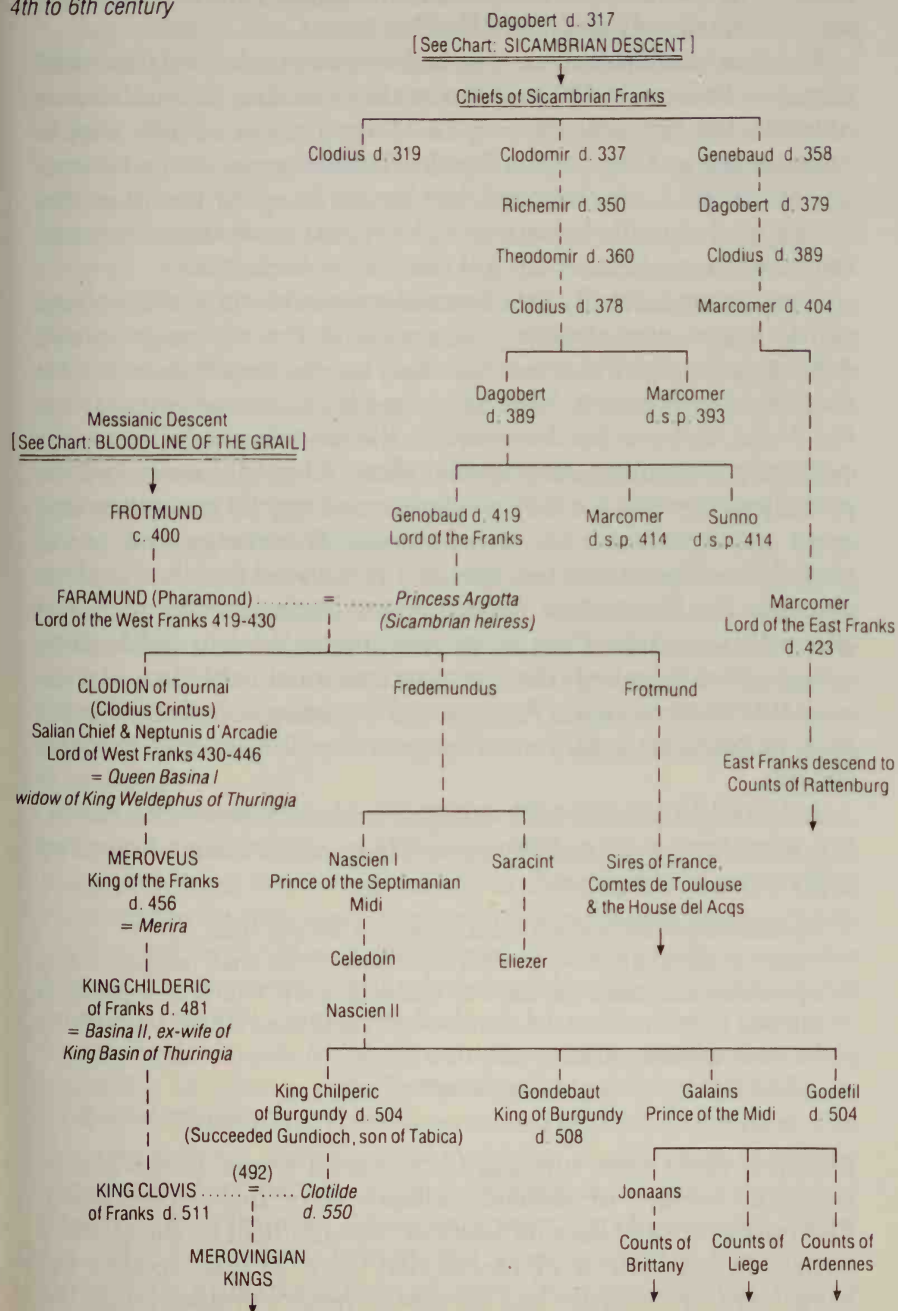 4th to 6th century
Dagobert d. 317
[See Chart: SICAMBRIAN DESCENT]
Chiefs of Sicambrian Franks
Clodius d. 319
Clodomir d. 337
Genebaud d. 358
Richemir d. 350
Dagobert d. 379
Theodomir d. 360
Clodius d. 389
Clodius d. 378
Marcomer d. 404
Dagobert
d. 389
Marcomer
d.s.p. 393
Messianic Descent
[See Chart: BLOODLINE OF THE GRAIL]
FROTMUND
c. 400
Genobaud d. 419
Lord of the Franks
Marcomer
d.s.p. 414
Sunno
d.s.p. 414
FARAMUND (Pharamond) ......... = ....... Princess Argotta
Lord of the West Franks 419-430
(Sicambrian heiress)
Marcomer
Lord of the East Franks
d. 423
CLODION of Tournai
(Clodius Crintus)
Salian Chief & Neptunis d'Arcadie
Lord of West Franks 430-446
= Queen Basina I
widow of King Weldephus of Thuringia
Fredemundus
Frotmund
East Franks descend to
Counts of Rattenburg
MEROVEUS
King of the Franks
d. 456
= Merira
Nascien I
Prince of the Septimanian
Midi
Saracint
Sires of France,
Comtes de Toulouse
& the House del Acqs
Celedoin
Eliezer
KING CHILDERIC
of Franks d. 481
= Basina II, ex-wife of
King Basin of Thuringia
Nascien II
King Chilperic
of Burgundy d. 504
(Succeeded Gundioch, son of Tabica)
Gondebaut
King of Burgundy
d. 508
Galains
Prince of the Midi
Godefil
d. 504
(492)
KING CLOVIS ...... = ..... Clotilde
of Franks d. 511
d. 550
Jonaans
MEROVINGIAN
KINGS
Counts of
Brittany
Counts of
Liege
Counts of
Ardennes